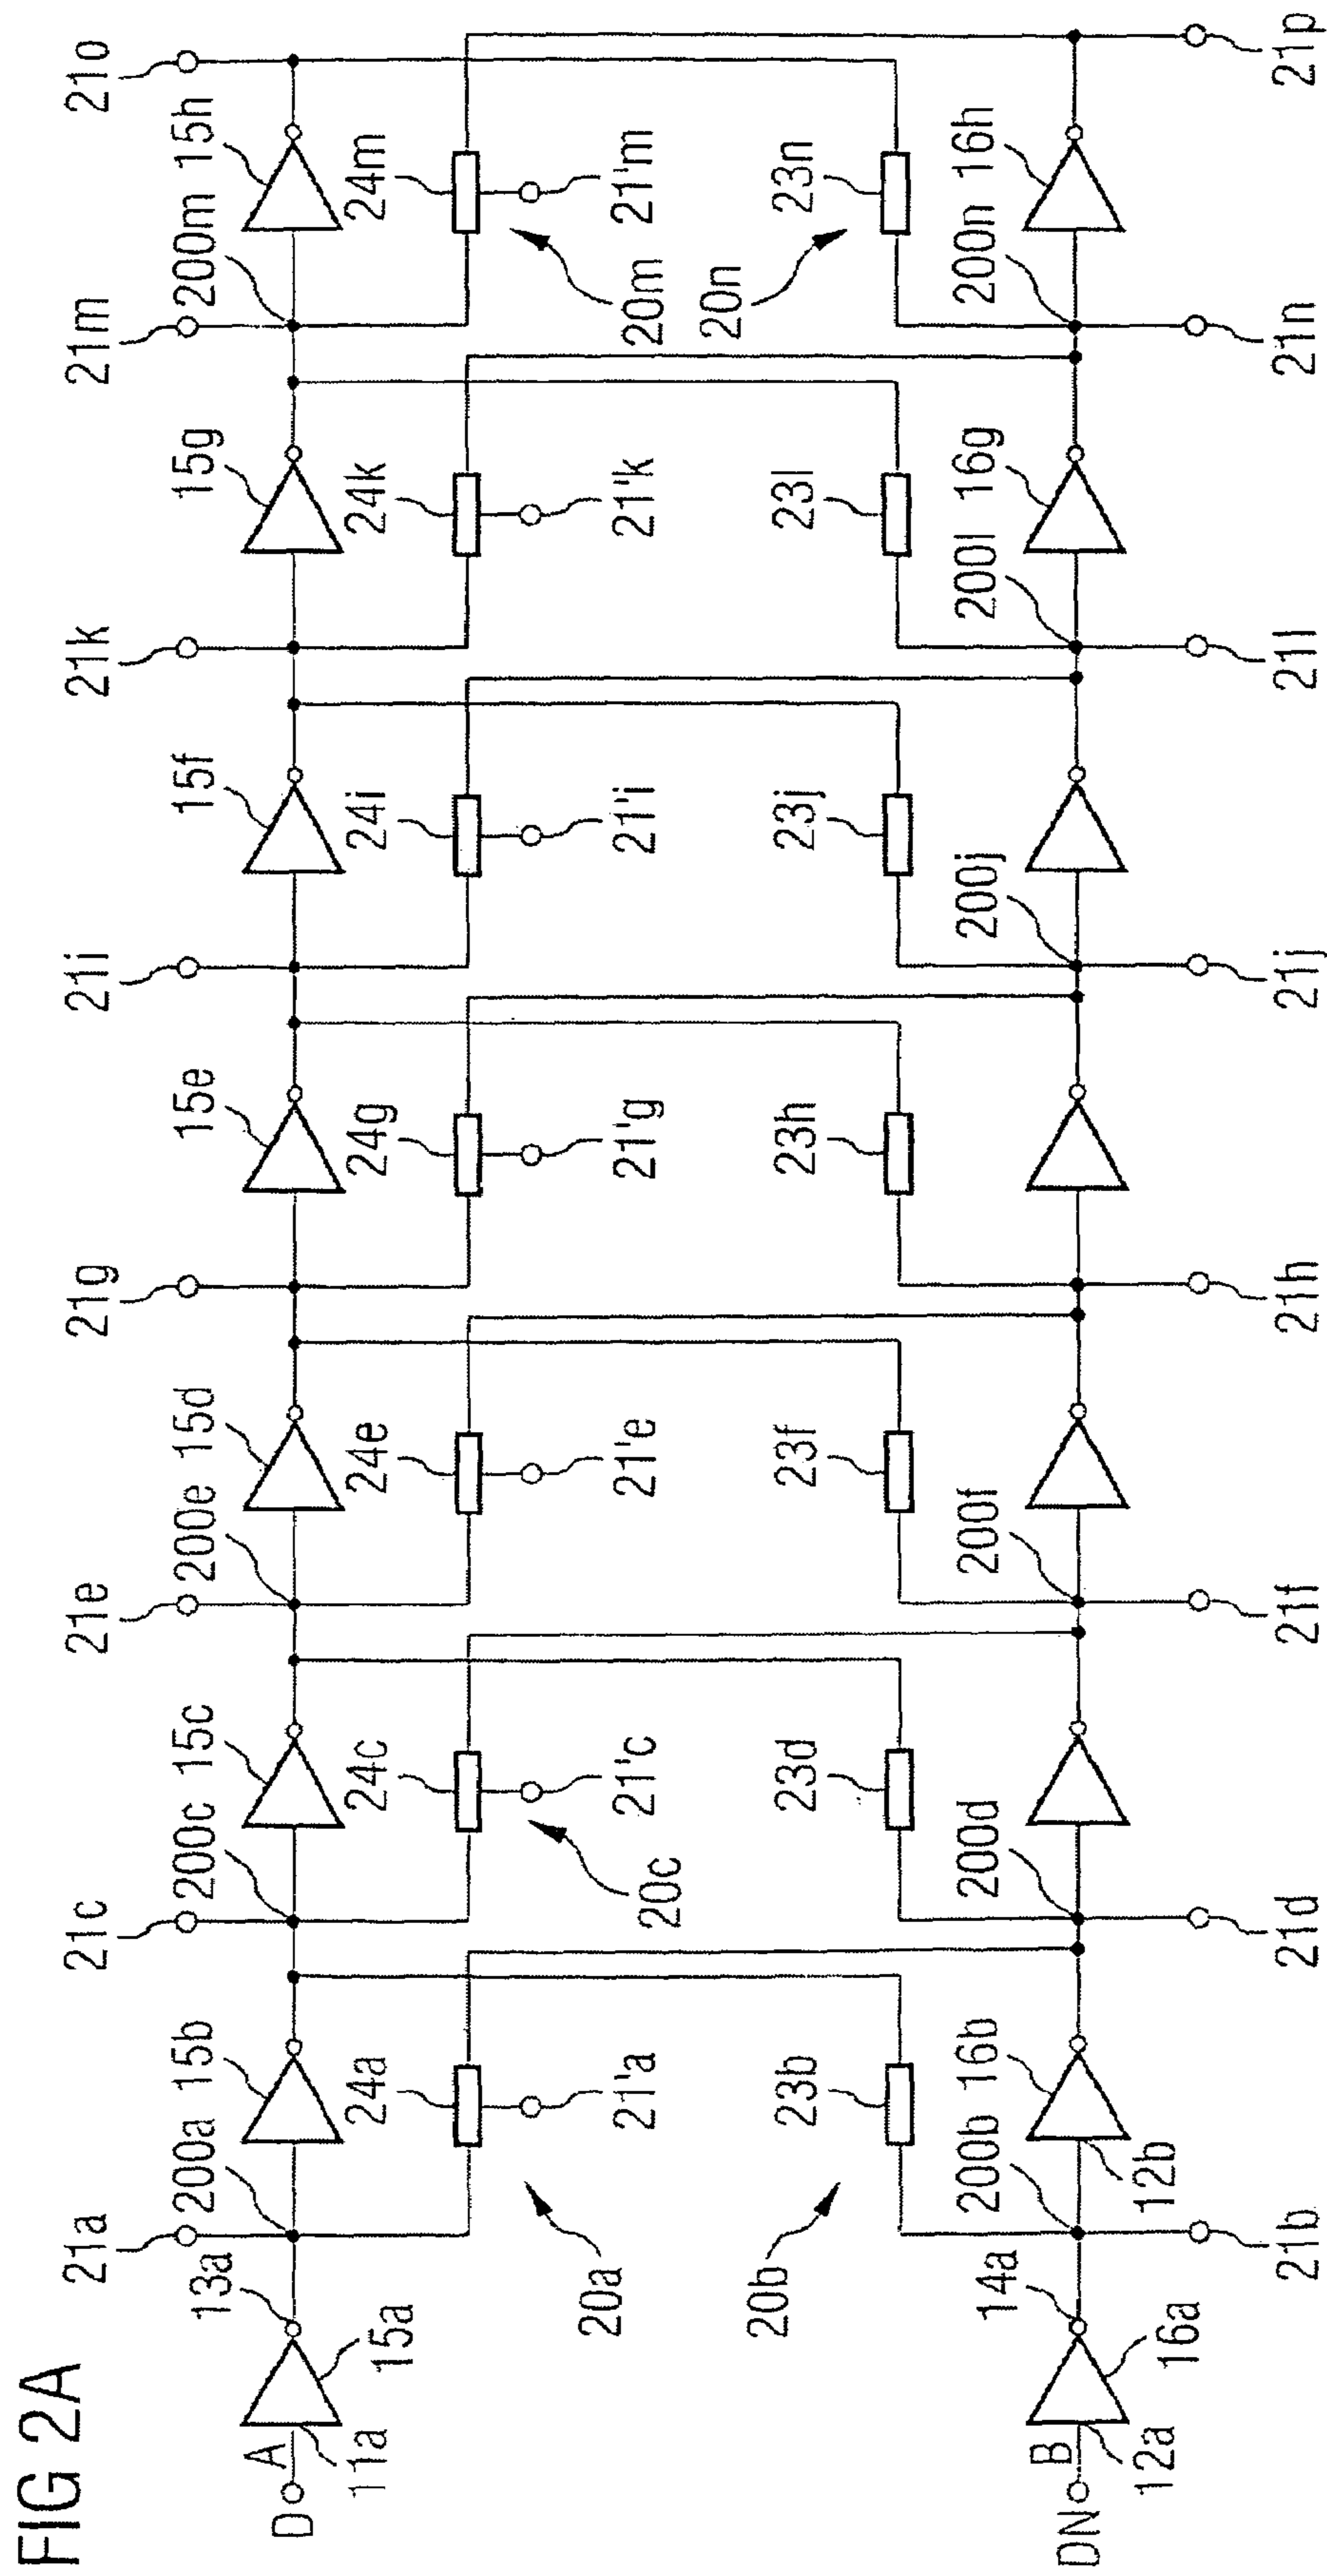 FIG 2A
21a
21c
21e
21g
21i
21k
21m
21o
13a
200a
15b
200c
15c
200e
15d
15e
15f
15g
200m
15h
D
A
11a
15a
24a
24c
24e
24g
24i
24k
24m
21'a
21'c
21'e
21'g
21'i
21'k
21'm
20a
20c
20m
20b
20n
23b
23d
23f
23h
23j
23l
23n
14a
200b
16b
200d
200f
200j
200l
16g
200n
16h
DN
B
12a
16a
12b
21b
21d
21f
21h
21j
21l
21n
21p